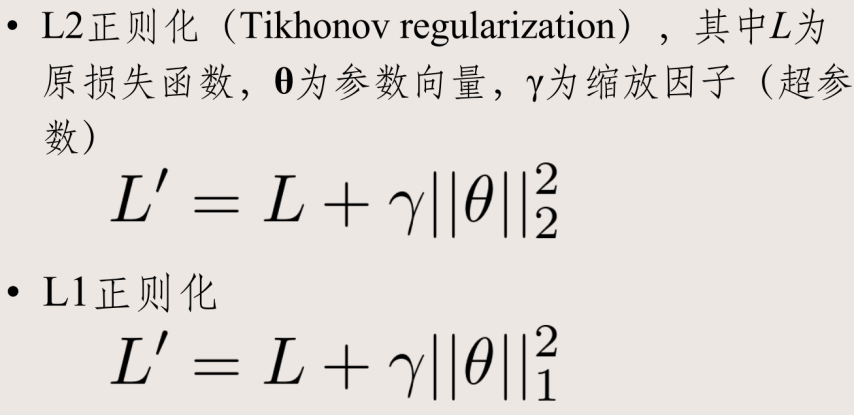 • L2正则化（Tikhonov regularization），其中L为
原损失函数，θ为参数向量，γ为缩放因子（超参
数）
L′ = L + γ||θ||₂²
• L1正则化
L′ = L + γ||θ||₁²